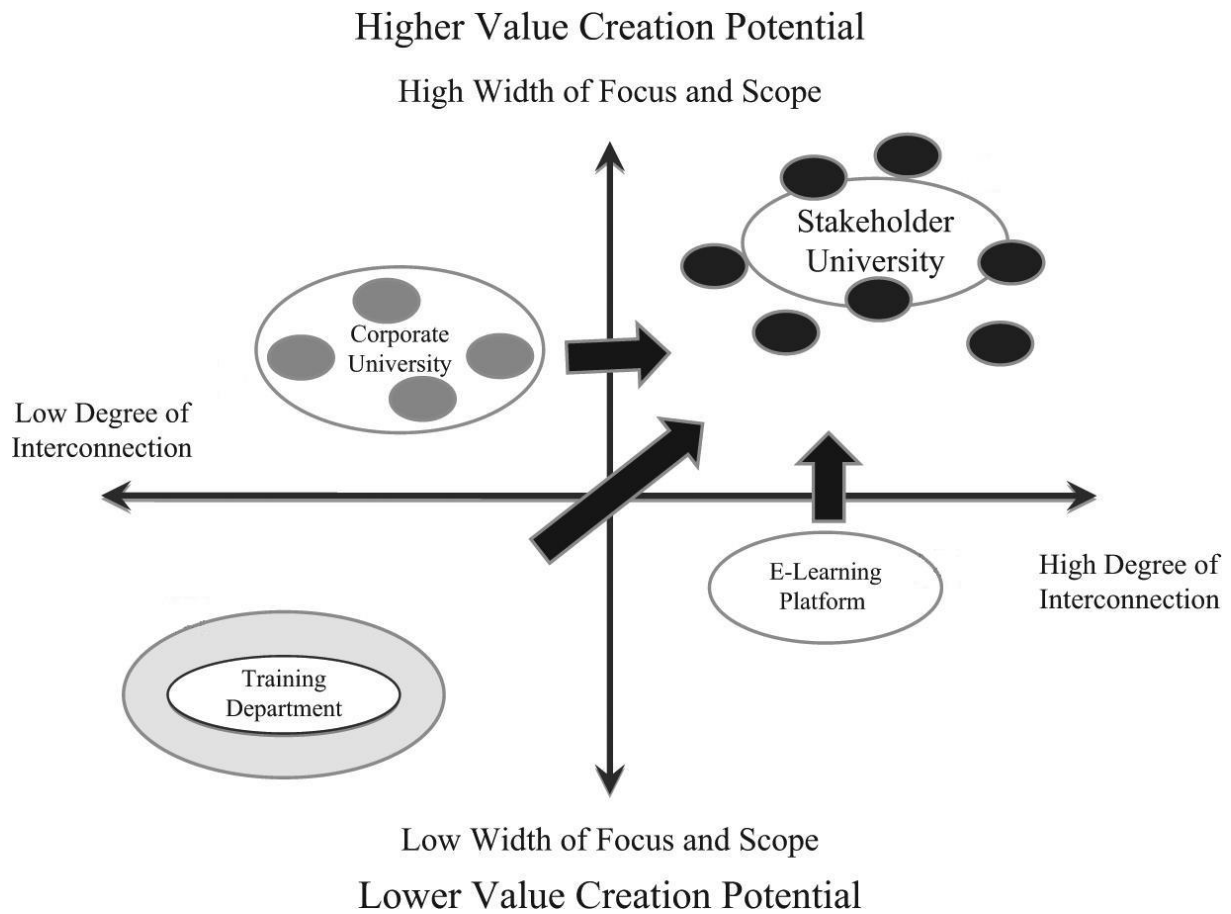 Higher Value Creation Potential
High Width of Focus and Scope
Stakeholder
University
Corporate
University
Low Degree of
Interconnection
E-Learning
Platform
High Degree of
Interconnection
Training
Department
Low Width of Focus and Scope
Lower Value Creation Potential